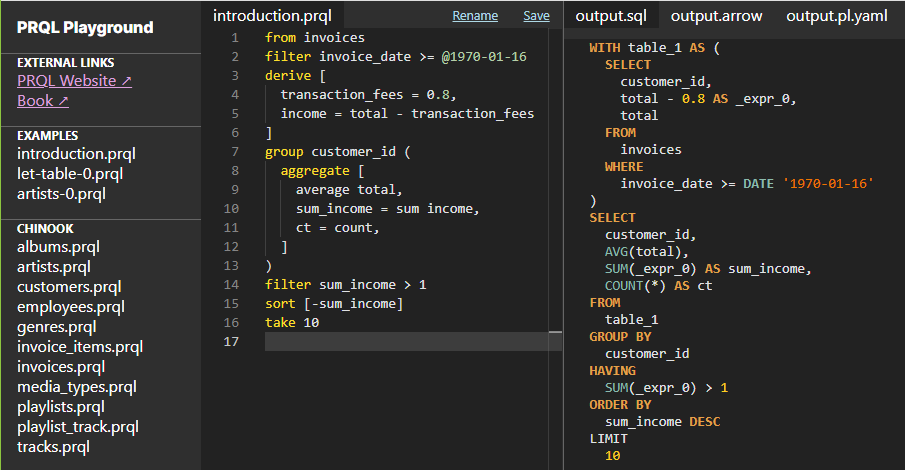 PRQL Playground
EXTERNAL LINKS
PRQL Website ↗
Book ↗
EXAMPLES
introduction.prql
let-table-0.prql
artists-0.prql
CHINOOK
albums.prql
artists.prql
customers.prql
employees.prql
genres.prql
invoice_items.prql
invoices.prql
media_types.prql
playlists.prql
playlist_track.prql
tracks.prql
introduction.prql Rename Save
1 from invoices
2 filter invoice_date >= @1970-01-16
3 derive [
4   transaction_fees = 0.8,
5   income = total - transaction_fees
6 ]
7 group customer_id (
8   aggregate [
9     average total,
10     sum_income = sum income,
11     ct = count,
12   ]
13 )
14 filter sum_income > 1
15 sort [-sum_income]
16 take 10
17
output.sql output.arrow output.pl.yaml
WITH table_1 AS (
  SELECT
    customer_id,
    total - 0.8 AS _expr_0,
    total
  FROM
    invoices
  WHERE
    invoice_date >= DATE '1970-01-16'
)
SELECT
  customer_id,
  AVG(total),
  SUM(_expr_0) AS sum_income,
  COUNT(*) AS ct
FROM
  table_1
GROUP BY
  customer_id
HAVING
  SUM(_expr_0) > 1
ORDER BY
  sum_income DESC
LIMIT
  10